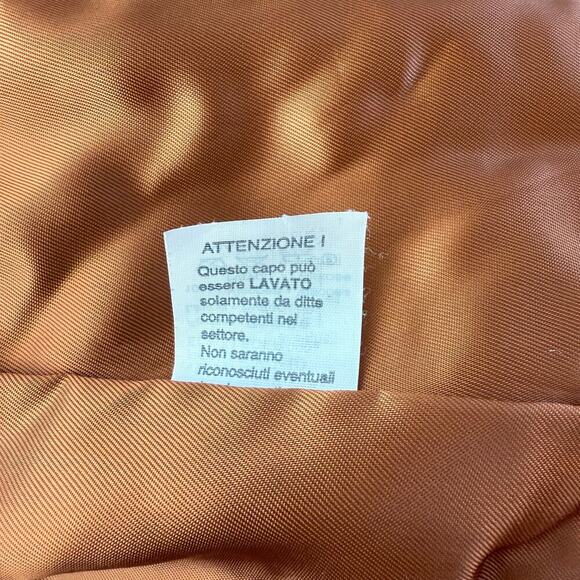 ATTENZIONE !
Questo capo può
essere LAVATO
solamente da ditte
competenti nel
settore.
Non saranno
riconosciuti eventuali